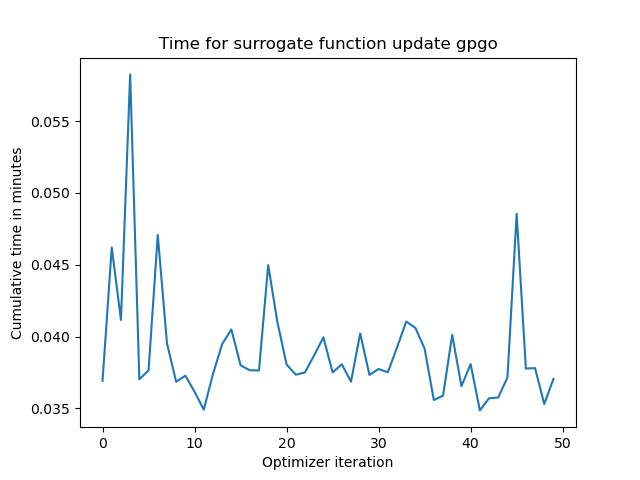 Time for surrogate function update gpgo
Cumulative time in minutes
0.055
0.050
0.045
0.040
0.035
0 10 20 30 40 50
Optimizer iteration